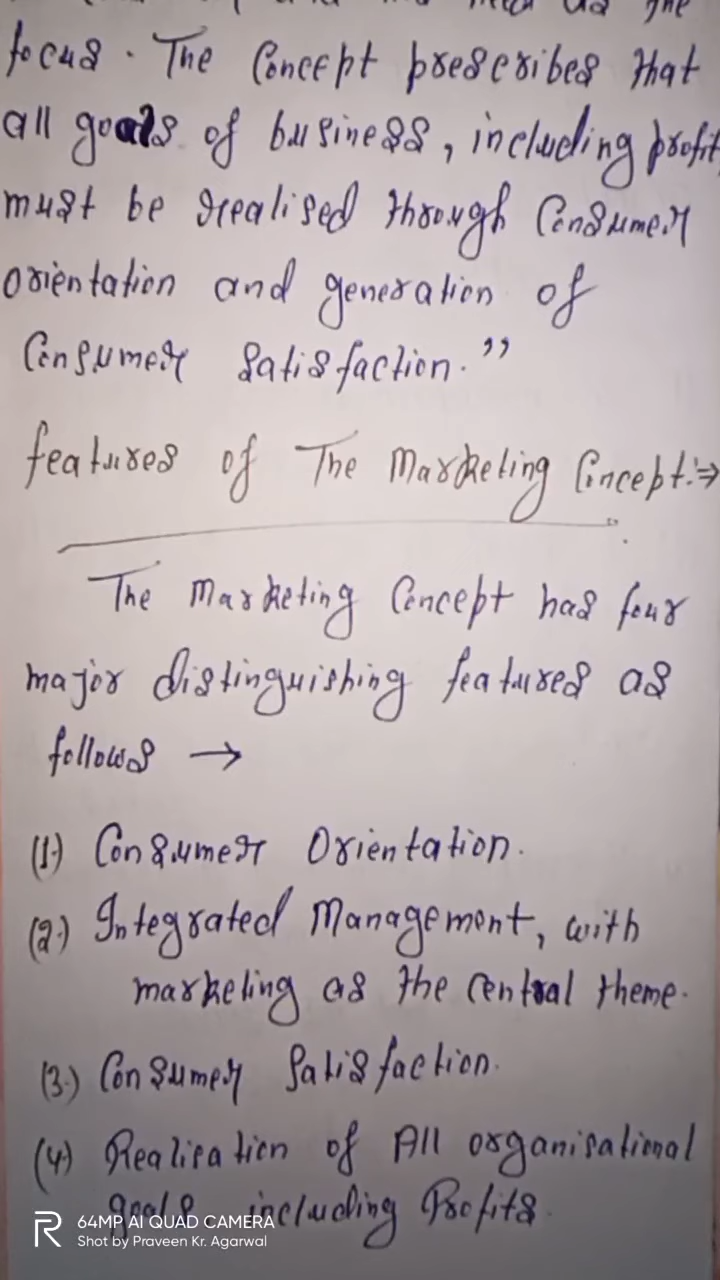 the
focus. The Concept prescribes that
all goals of business, including profit,
must be realised through Consumer
orientation and generation of
Consumer Satisfaction.”
features of The Marketing Concept:⇒
The Marketing Concept has four
major distinguishing features as
follows →
(1.) Consumer Orientation.
(2.) Integrated Management, with
marketing as the central theme.
(3.) Consumer Satisfaction.
(4) Realisation of All organisational
goals including Profits.
64MP AI QUAD CAMERA
Shot by Praveen Kr. Agarwal